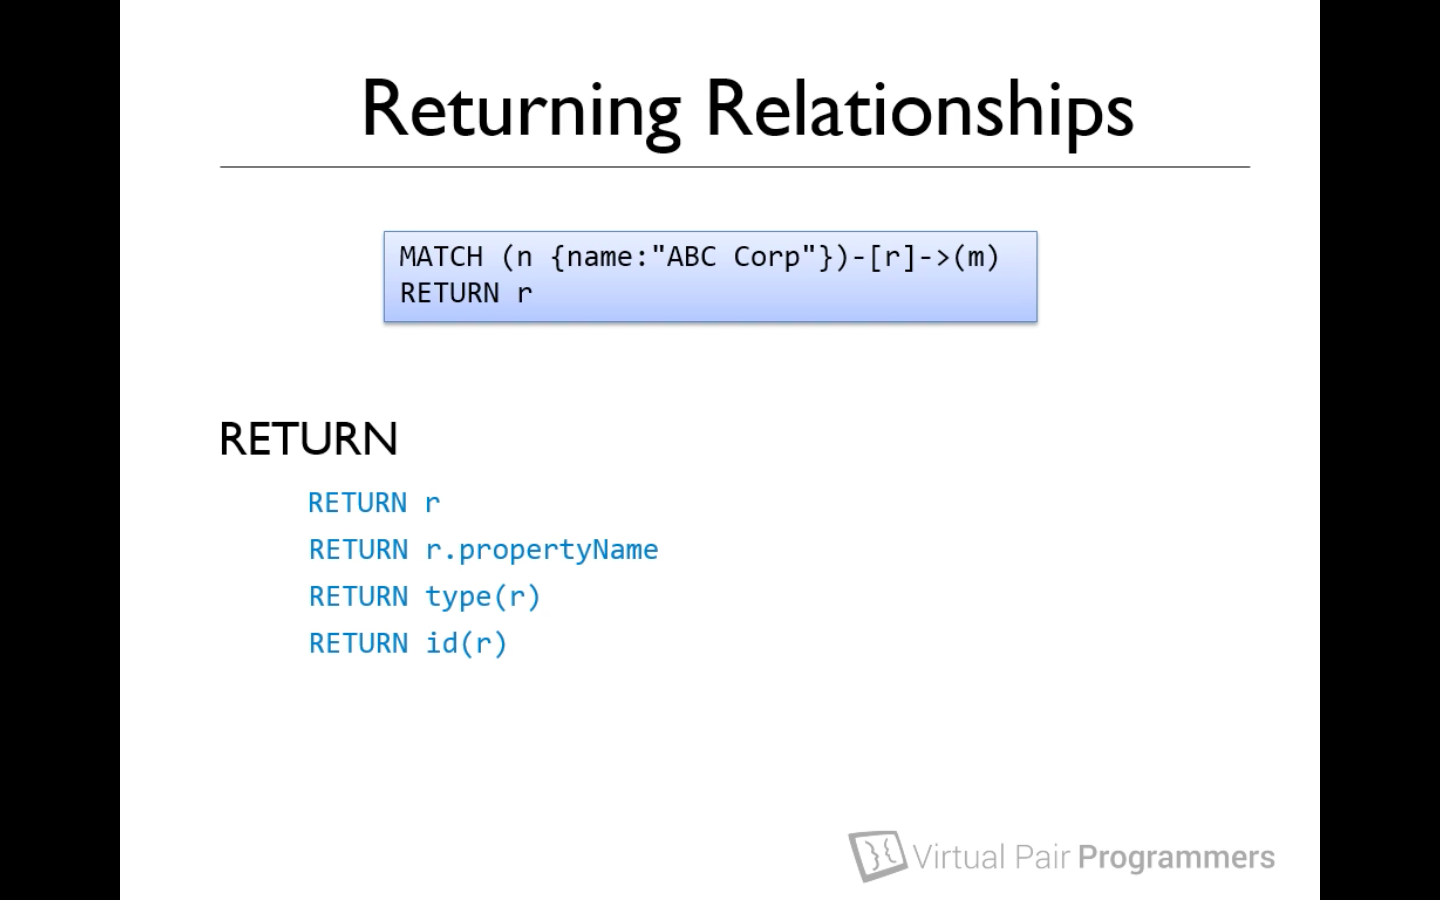 Returning Relationships
MATCH (n {name:"ABC Corp"})-[r]->(m)
RETURN r
RETURN
RETURN r
RETURN r.propertyName
RETURN type(r)
RETURN id(r)
Virtual Pair Programmers